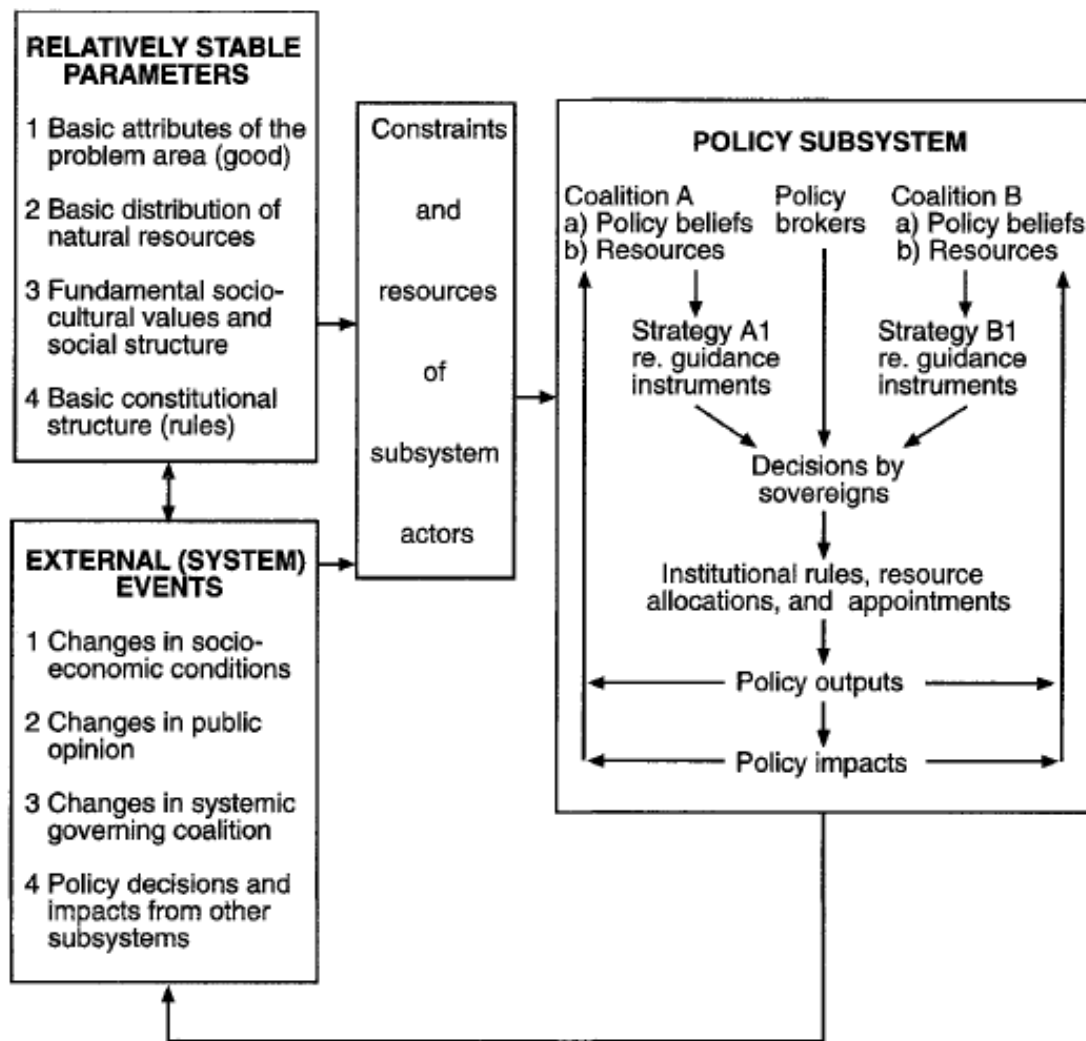 RELATIVELY STABLE
PARAMETERS
1 Basic attributes of the
problem area (good)
2 Basic distribution of
natural resources
3 Fundamental socio-
cultural values and
social structure
4 Basic constitutional
structure (rules)
EXTERNAL (SYSTEM)
EVENTS
1 Changes in socio-
economic conditions
2 Changes in public
opinion
3 Changes in systemic
governing coalition
4 Policy decisions and
impacts from other
subsystems
Constraints
and
resources
of
subsystem
actors
POLICY SUBSYSTEM
Coalition A
a) Policy beliefs
b) Resources
Policy
brokers
Coalition B
a) Policy beliefs
b) Resources
Strategy A1
re. guidance
instruments
Strategy B1
re. guidance
instruments
Decisions by
sovereigns
Institutional rules, resource
allocations, and appointments
Policy outputs
Policy impacts